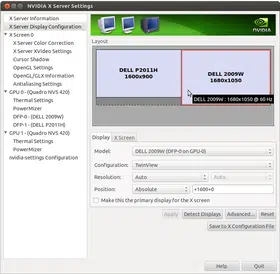 NVIDIA X Server Settings
X Server Information
X Server Display Configuration
X Screen 0
X Server Color Correction
X Server XVideo Settings
Cursor Shadow
OpenGL Settings
OpenGL/GLX Information
Antialiasing Settings
GPU 0 - (Quadro NVS 420)
Thermal Settings
PowerMizer
DFP-0 - (DELL 2009W)
DFP-1 - (DELL P2011H)
GPU 1 - (Quadro NVS 420)
Thermal Settings
PowerMizer
nvidia-settings Configuration
NVIDIA
Layout
DELL P2011H
1600x900
DELL 2009W
1680x1050
DELL 2009W : 1680x1050 @ 60 Hz
Display
X Screen
Model:
DELL 2009W (DFP-0 on GPU-0)
Configuration:
TwinView
Resolution:
Auto
Auto
Position:
Absolute
+1600+0
Make this the primary display for the X screen
Apply
Detect Displays
Advanced...
Reset
Save to X Configuration File
Help
Quit